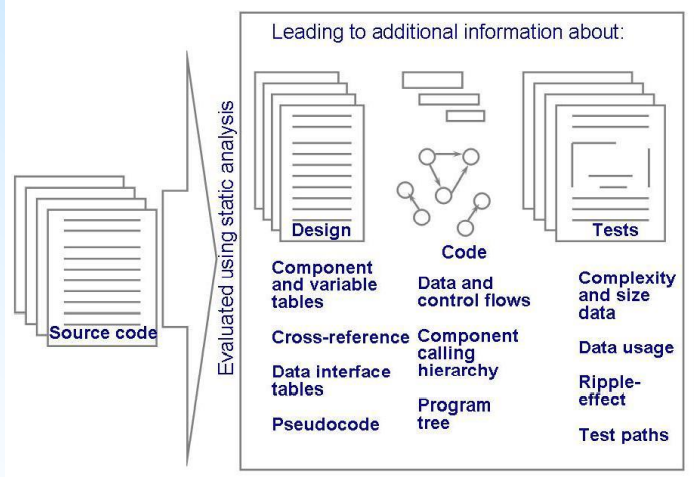 Leading to additional information about:
Source code
Evaluated using static analysis
Design
Component
and variable
tables
Cross-reference
Data interface
tables
Pseudocode
Code
Data and
control flows
Component
calling
hierarchy
Program
tree
Tests
Complexity
and size
data
Data usage
Ripple-
effect
Test paths